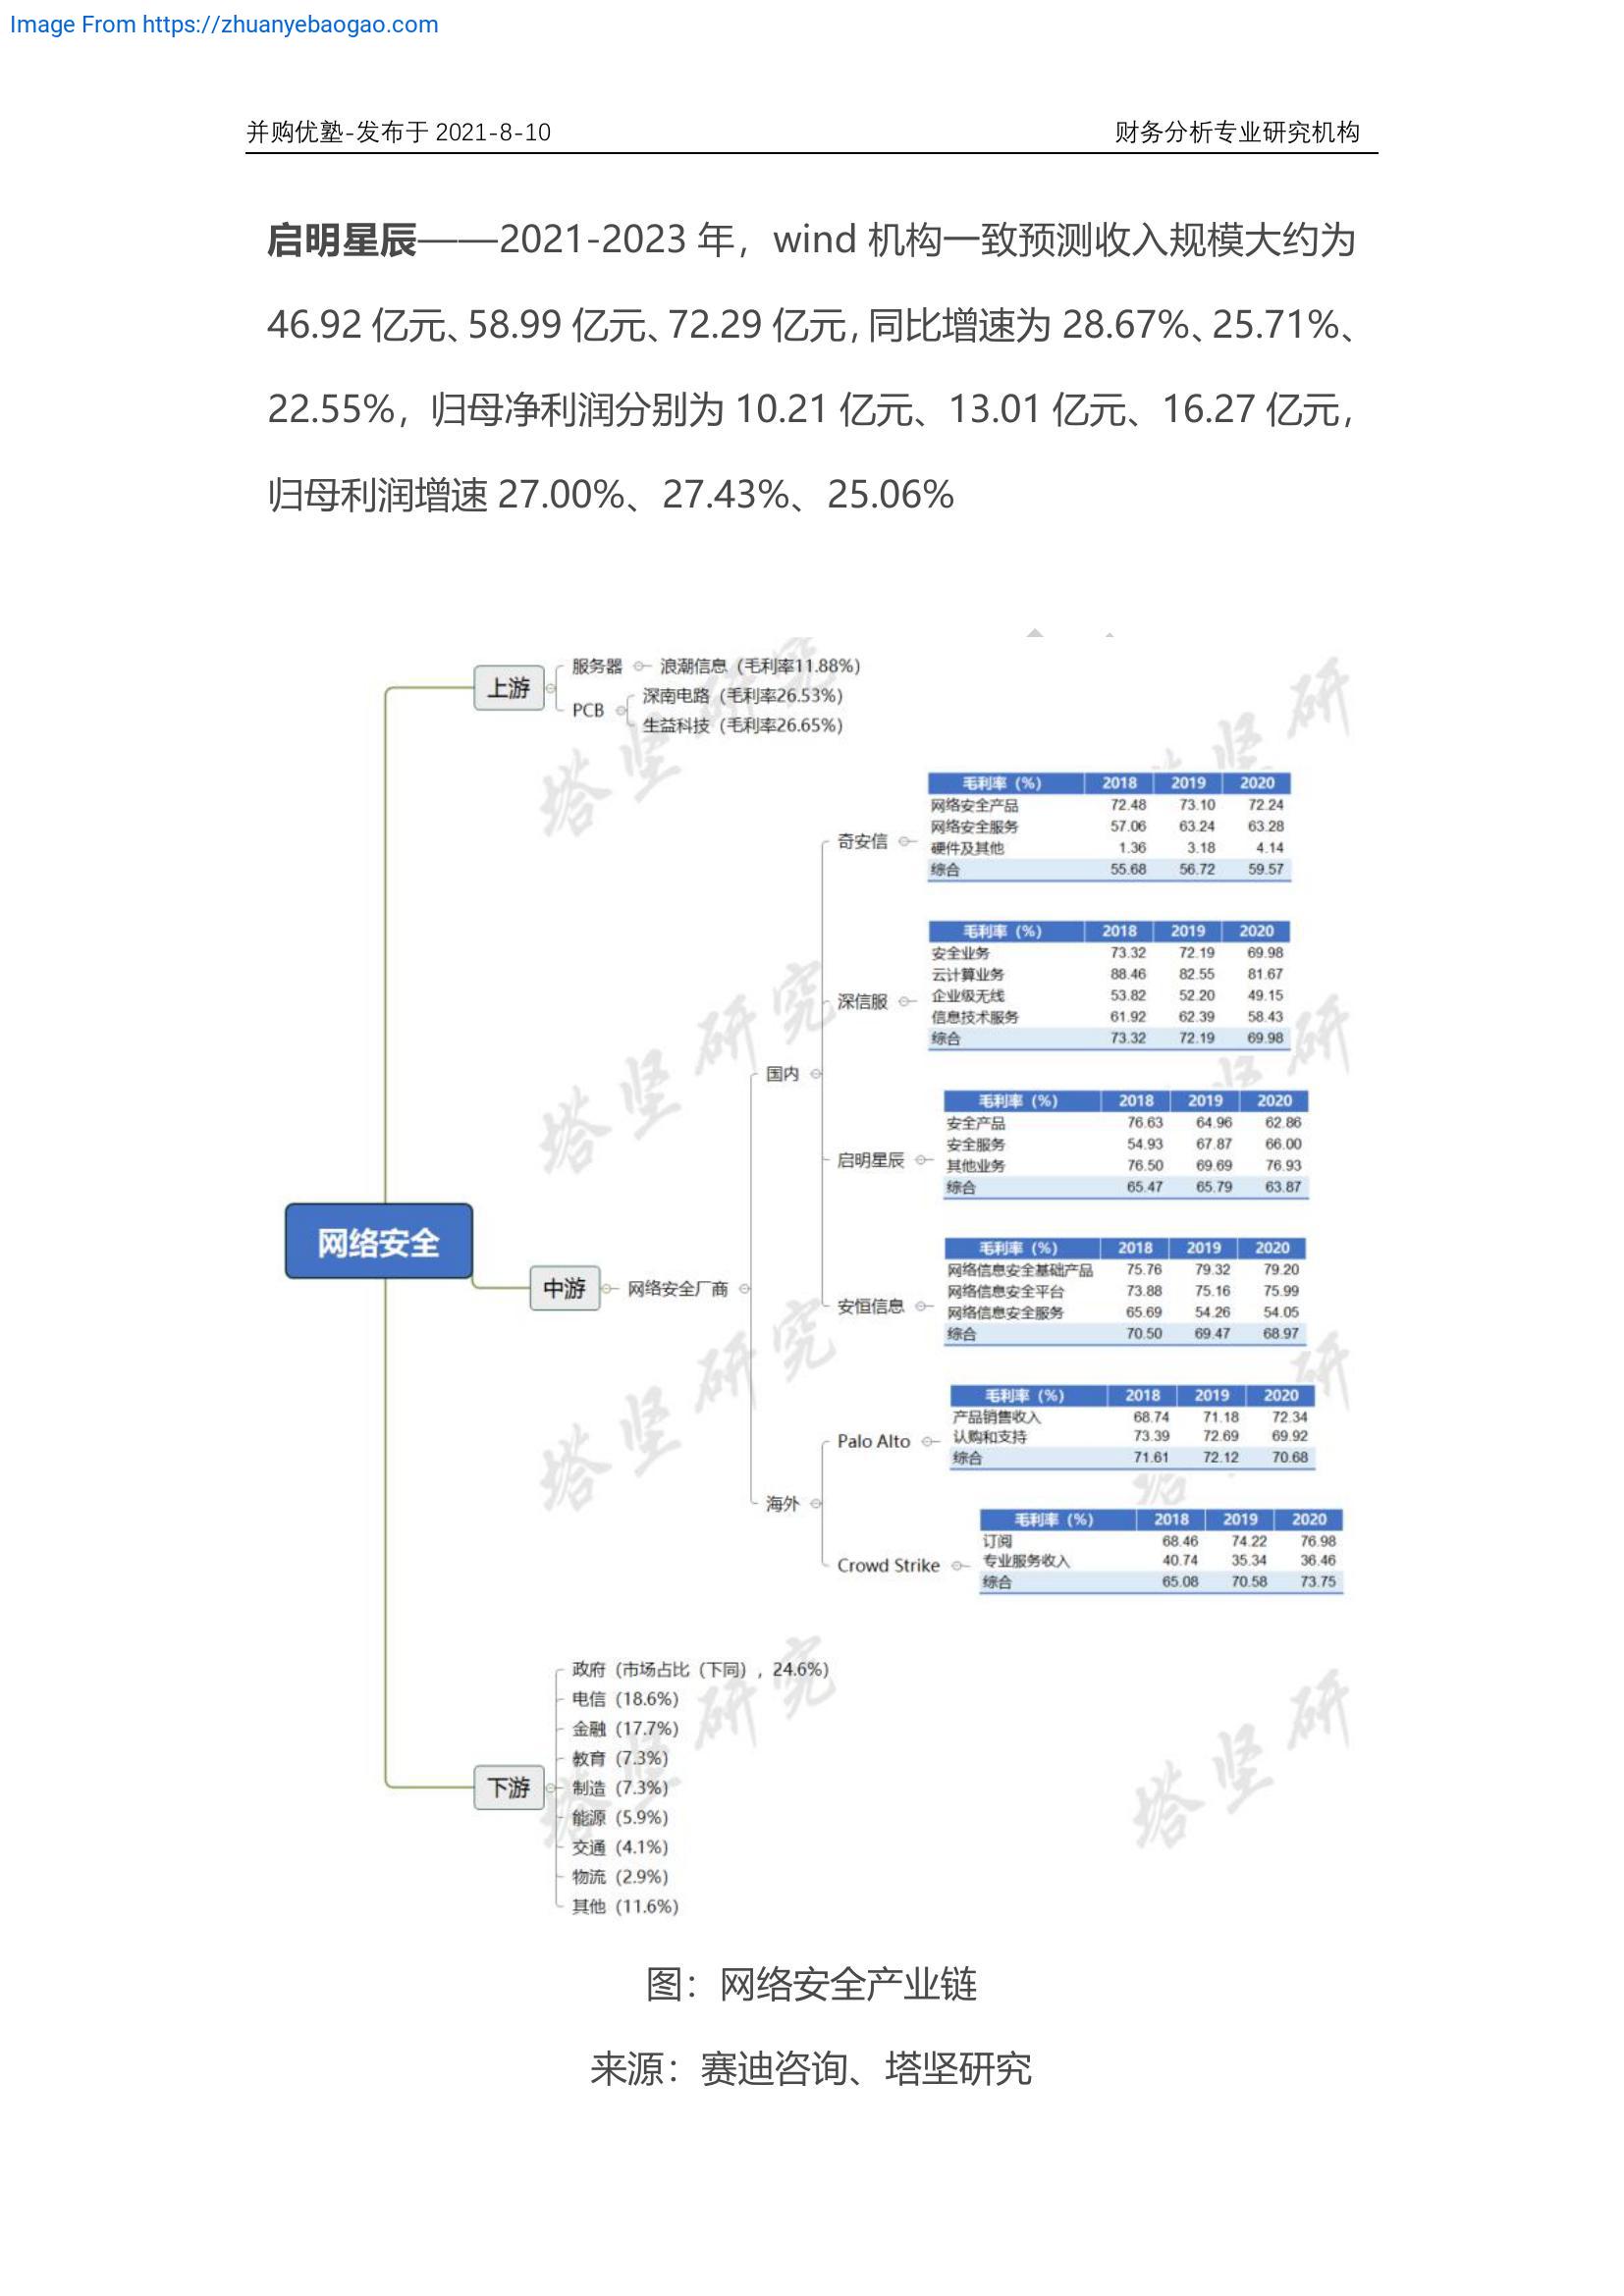 Image From https://zhuanyebaogao.com
并购优塾-发布于 2021-8-10 财务分析专业研究机构
启明星辰——2021-2023 年，wind 机构一致预测收入规模大约为
46.92 亿元、58.99 亿元、72.29 亿元，同比增速为 28.67%、25.71%、
22.55%，归母净利润分别为 10.21 亿元、13.01 亿元、16.27 亿元，
归母利润增速 27.00%、27.43%、25.06%
网络安全
上游
服务器 浪潮信息（毛利率11.88%）
PCB
深南电路（毛利率26.53%）
生益科技（毛利率26.65%）
中游
网络安全厂商
国内
奇安信
毛利率（%） 2018 2019 2020
网络安全产品 72.48 73.10 72.24
网络安全服务 57.06 63.24 63.28
硬件及其他 1.36 3.18 4.14
综合 55.68 56.72 59.57
深信服
毛利率（%） 2018 2019 2020
安全业务 73.32 72.19 69.98
云计算业务 88.46 82.55 81.67
企业级无线 53.82 52.20 49.15
信息技术服务 61.92 62.39 58.43
综合 73.32 72.19 69.98
启明星辰
毛利率（%） 2018 2019 2020
安全产品 76.63 64.96 62.86
安全服务 54.93 67.87 66.00
其他业务 76.50 69.69 76.93
综合 65.47 65.79 63.87
安恒信息
毛利率（%） 2018 2019 2020
网络信息安全基础产品 75.76 79.32 79.20
网络信息安全平台 73.88 75.16 75.99
网络信息安全服务 65.69 54.26 54.05
综合 70.50 69.47 68.97
海外
Palo Alto
毛利率（%） 2018 2019 2020
产品销售收入 68.74 71.18 72.34
认购和支持 73.39 72.69 69.92
综合 71.61 72.12 70.68
Crowd Strike
毛利率（%） 2018 2019 2020
订阅 68.46 74.22 76.98
专业服务收入 40.74 35.34 36.46
综合 65.08 70.58 73.75
下游
政府（市场占比（下同），24.6%）
电信（18.6%）
金融（17.7%）
教育（7.3%）
制造（7.3%）
能源（5.9%）
交通（4.1%）
物流（2.9%）
其他（11.6%）
塔坚研究
塔坚研
塔坚研究
塔坚研究
塔坚研究
塔坚研
图：网络安全产业链
来源：赛迪咨询、塔坚研究